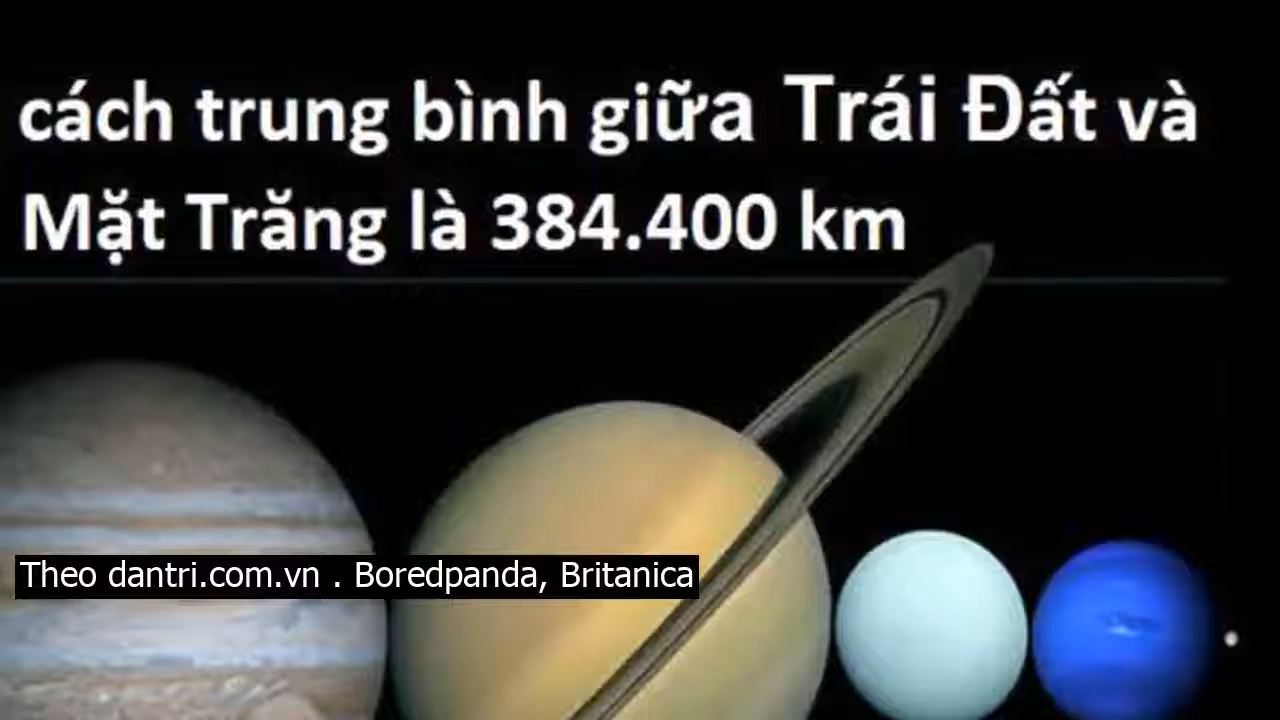 cách trung bình giữa Trái Đất và
Mặt Trăng là 384.400 km
Theo dantri.com.vn . Boredpanda, Britanica